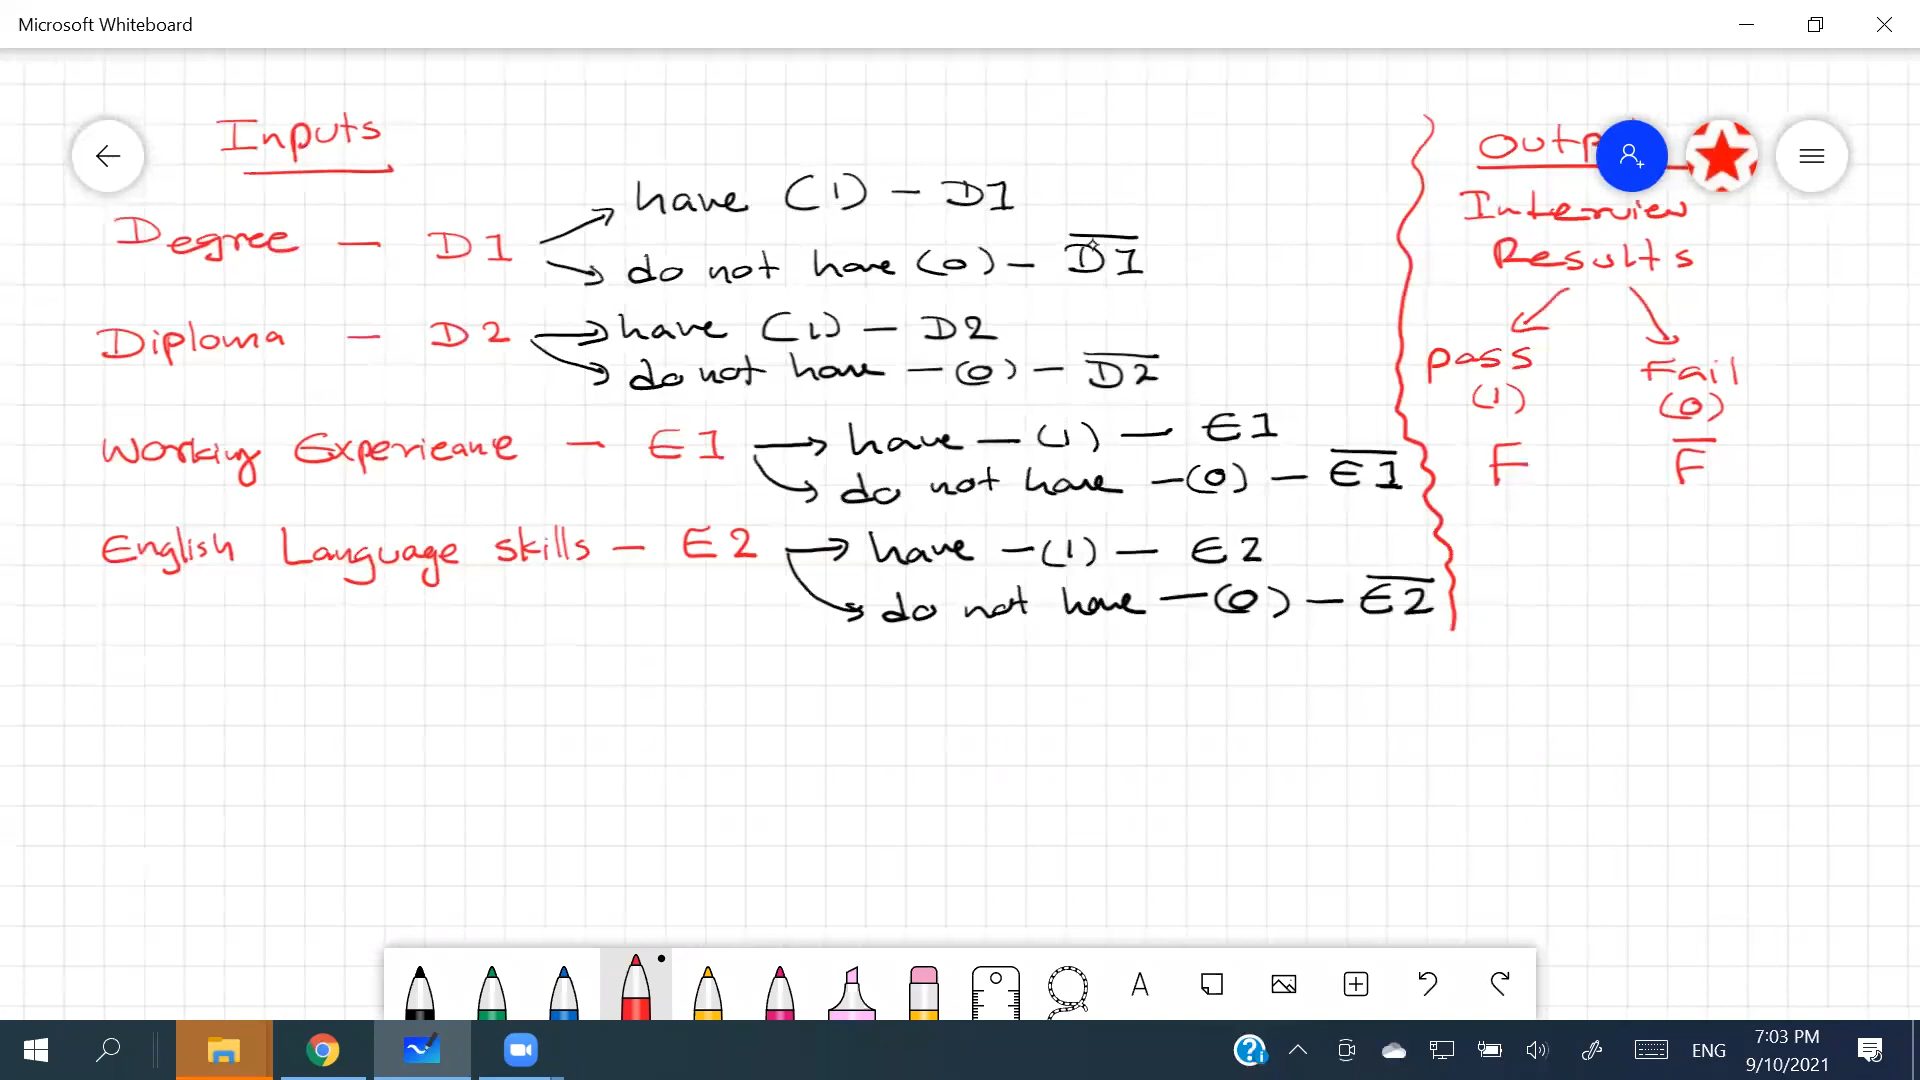 Microsoft Whiteboard
Inputs
Degree — D1
have (1) — D1
do not have (0) — D̅1̅
Diploma — D2
have (1) — D2
do not have — (0) — D̅2̅
Working Experieance — E1
have — (1) — E1
do not have — (0) — E̅1̅
English Language skills — E2
have — (1) — E2
do not have — (0) — E̅2̅
Outp
Interview
Results
pass Fail
(1) (0)
F F̅
A
ENG
7:03 PM
9/10/2021